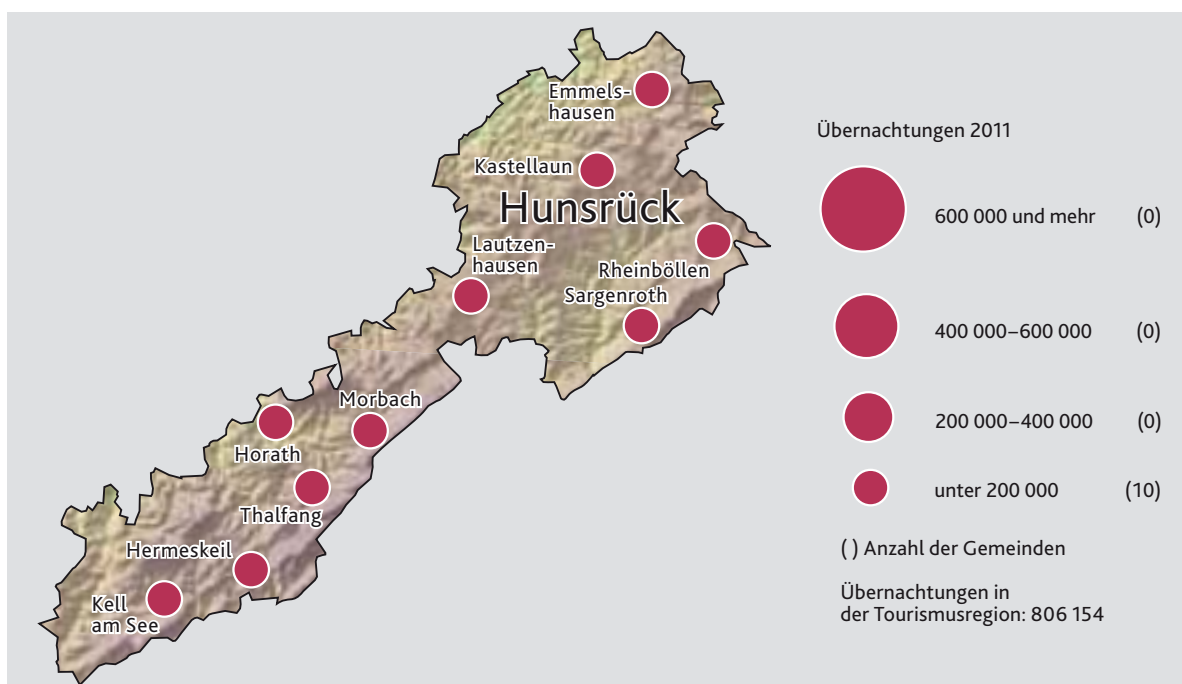 Emmels-
hausen
Kastellaun
Hunsrück
Lautzen-
hausen
Rheinböllen
Sargenroth
Morbach
Horath
Thalfang
Hermeskeil
Kell
am See
Übernachtungen 2011
600 000 und mehr (0)
400 000–600 000 (0)
200 000–400 000 (0)
unter 200 000 (10)
( ) Anzahl der Gemeinden
Übernachtungen in
der Tourismusregion: 806 154